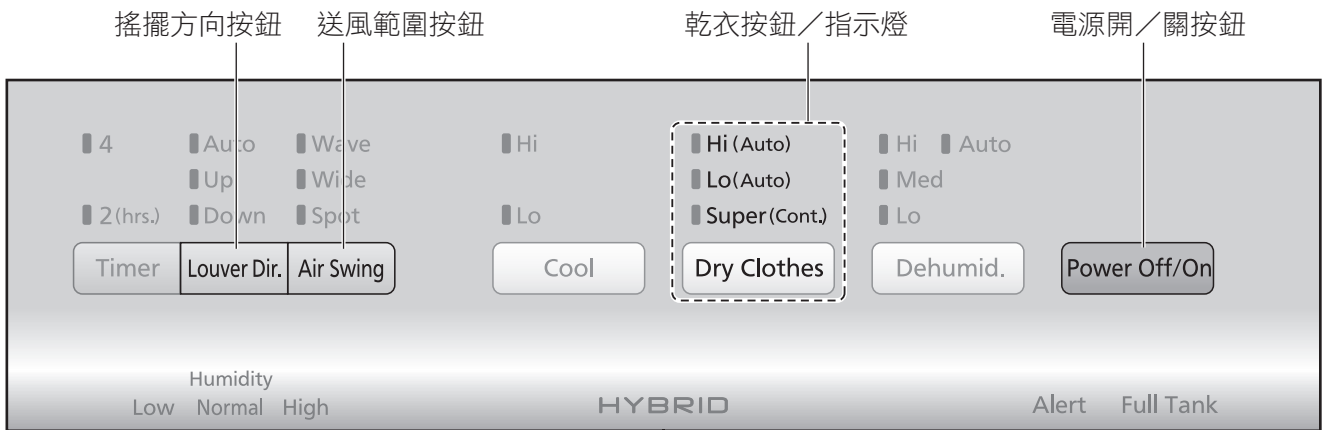 搖擺方向按鈕 送風範圍按鈕 乾衣按鈕／指示燈 電源開／關按鈕
4 Auto Wave Hi Hi (Auto) Hi Auto
Up Wide Lo(Auto) Med
2(hrs.) Down Spot Lo Super(Cont.) Lo
Timer Louver Dir. Air Swing Cool Dry Clothes Dehumid. Power Off/On
Humidity
Low Normal High HYBRID Alert Full Tank